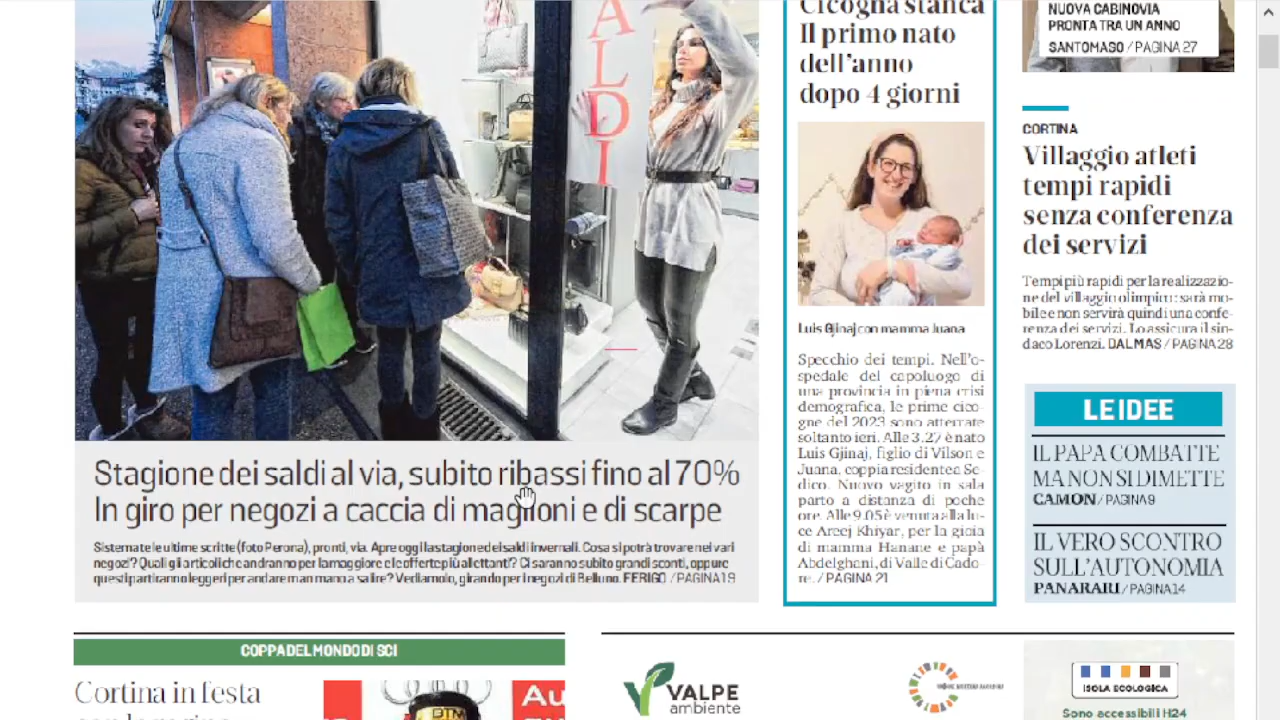 ALDI
Stagione dei saldi al via, subito ribassi fino al 70%
In giro per negozi a caccia di maglioni e di scarpe
Sistemate le ultime scritte (foto Perona), pronti, via. Apre oggi la stagione dei saldi invernali. Cosa si potrà trovare nei vari
negozi? Quali gli articoli che andranno per la maggiore e le offerte più allettanti? Ci saranno subito grandi sconti, oppure
questi partiranno leggeri per andare man mano a salire? Vediamolo, girando per i negozi di Belluno. FERIGO / PAGINA 19
Cicogna stanca
Il primo nato
dell'anno
dopo 4 giorni
Luis Gjinaj con mamma Juana
Specchio dei tempi. Nell'o-
spedale del capoluogo di
una provincia in piena crisi
demografica, le prime cico-
gne del 2023 sono atterrate
soltanto ieri. Alle 3.27 è nato
Luis Gjinaj, figlio di Vilson e
Juana, coppia residente a Se-
dico. Nuovo vagito in sala
parto a distanza di poche
ore. Alle 9.05 è venuta alla lu-
ce Areej Khiyar, per la gioia
di mamma Hanane e papà
Abdelghani, di Valle di Cado-
re. / PAGINA 21
NUOVA CABINOVIA
PRONTA TRA UN ANNO
SANTOMASO / PAGINA 27
CORTINA
Villaggio atleti
tempi rapidi
senza conferenza
dei servizi
Tempi più rapidi per la realizzazio-
ne del villaggio olimpico: sarà mo-
bile e non servirà quindi una confe-
renza dei servizi. Lo assicura il sin-
daco Lorenzi. DALMAS / PAGINA 28
LE IDEE
IL PAPA COMBATTE
MA NON SI DIMETTE
CAMON / PAGINA 9
IL VERO SCONTRO
SULL'AUTONOMIA
PANARARI / PAGINA 14
COPPA DEL MONDO DI SCI
Cortina in festa
Au
VALPE
ambiente
ISOLA ECOLOGICA
Sono accessibili H24